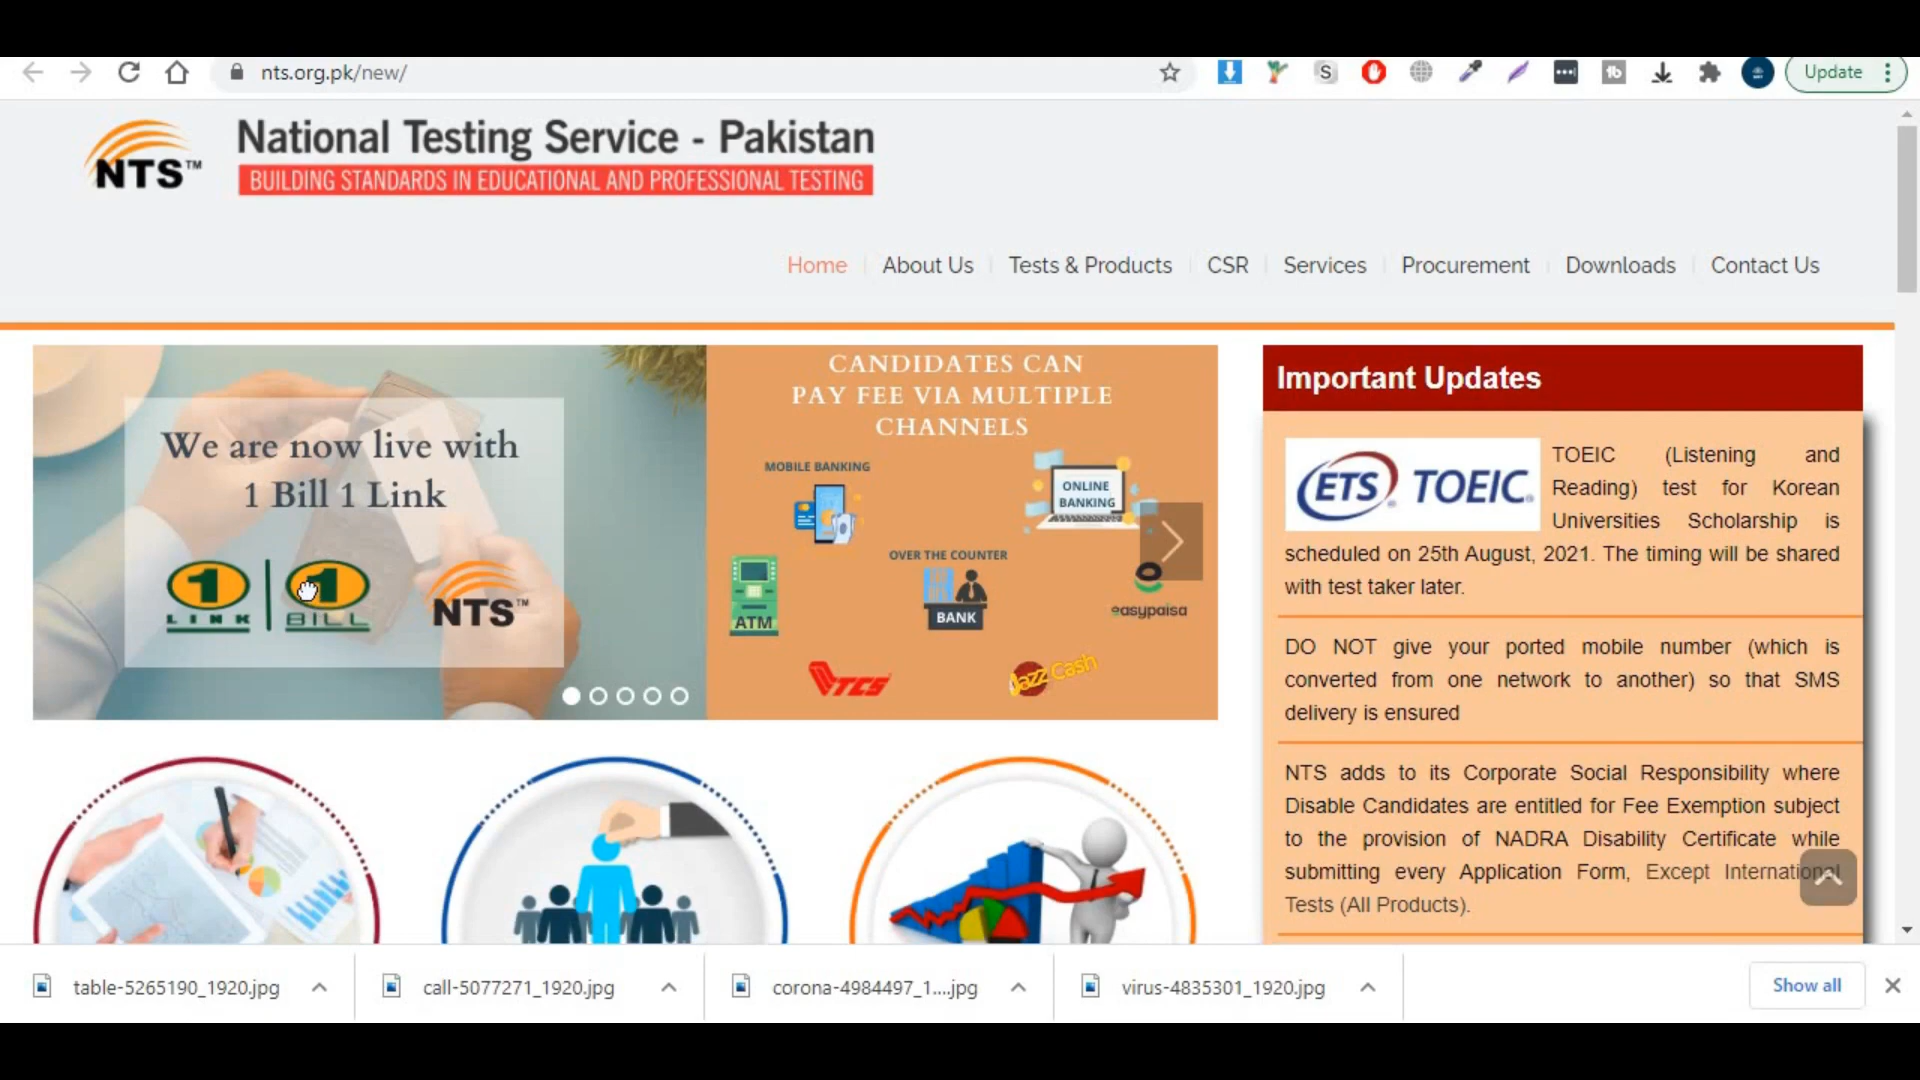 nts.org.pk/new/
S
tb
Update
NTS™
National Testing Service - Pakistan
BUILDING STANDARDS IN EDUCATIONAL AND PROFESSIONAL TESTING
Home
About Us
Tests & Products
CSR
Services
Procurement
Downloads
Contact Us
We are now live with
1 Bill 1 Link
1
LINK
1
BILL
NTS™
CANDIDATES CAN
PAY FEE VIA MULTIPLE
CHANNELS
MOBILE BANKING
ONLINE
BANKING
OVER THE COUNTER
ATM
BANK
easypaisa
TCS
Jazz Cash
Important Updates
ETS® TOEIC®
TOEIC (Listening and
Reading) test for Korean
Universities Scholarship is
scheduled on 25th August, 2021. The timing will be shared
with test taker later.
DO NOT give your ported mobile number (which is
converted from one network to another) so that SMS
delivery is ensured
NTS adds to its Corporate Social Responsibility where
Disable Candidates are entitled for Fee Exemption subject
to the provision of NADRA Disability Certificate while
submitting every Application Form, Except International
Tests (All Products).
table-5265190_1920.jpg
call-5077271_1920.jpg
corona-4984497_1....jpg
virus-4835301_1920.jpg
Show all